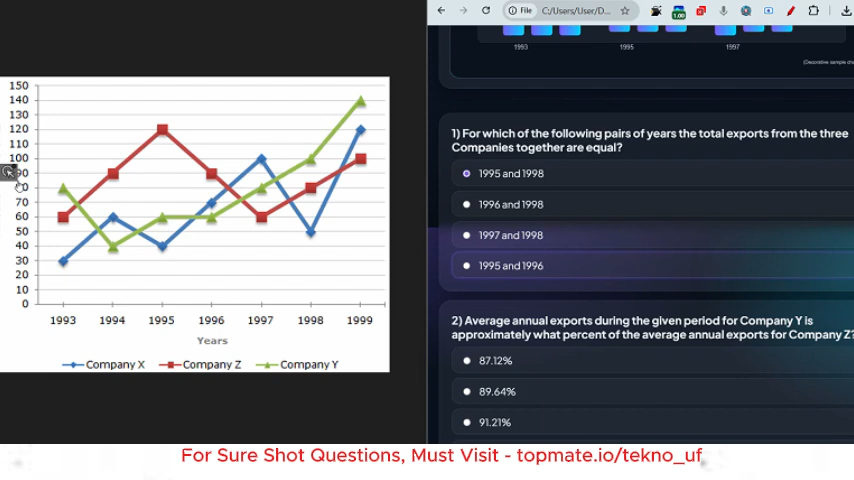 File
C:/Users/User/D...
1.00
1993
1995
1997
150
140
130
120
110
100
90
80
70
60
50
40
30
20
10
0
1993 1994 1995 1996 1997 1998 1999
Years
Company X Company Z Company Y
1) For which of the following pairs of years the total exports from the three
Companies together are equal?
1995 and 1998
1996 and 1998
1997 and 1998
1995 and 1996
2) Average annual exports during the given period for Company Y is
approximately what percent of the average annual exports for Company Z?
87.12%
89.64%
91.21%
For Sure Shot Questions, Must Visit - topmate.io/tekno_uf